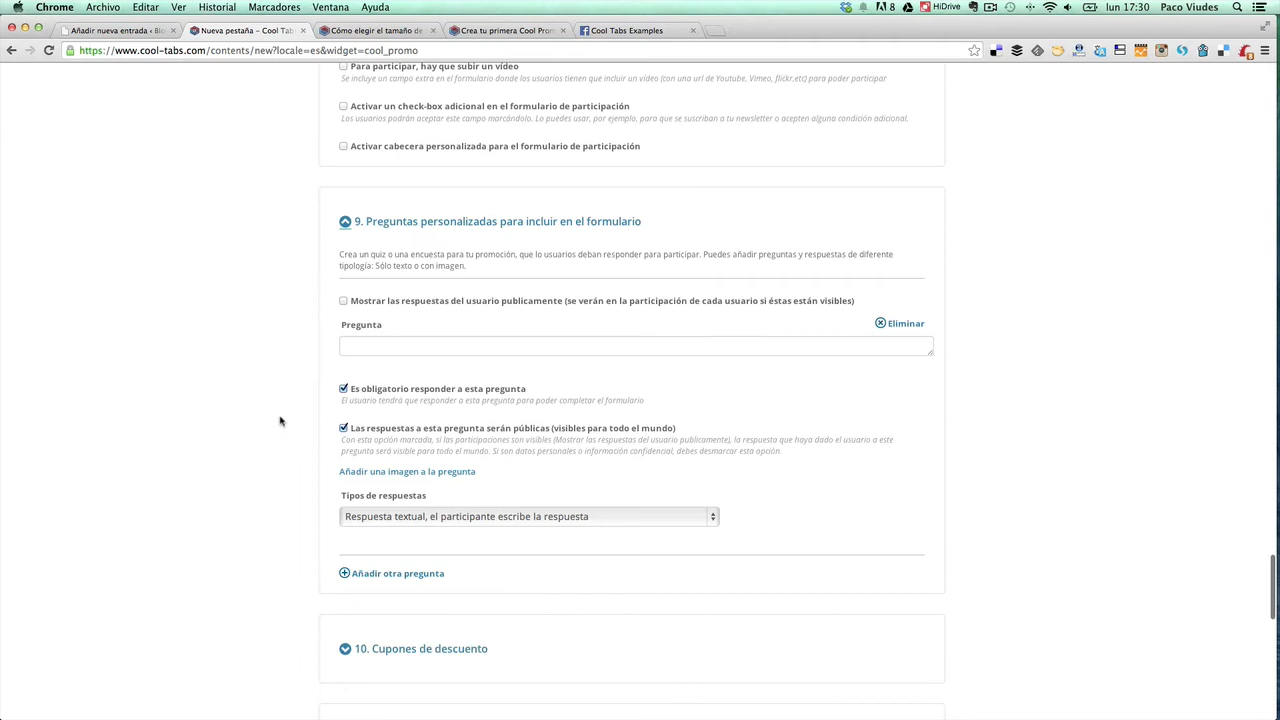 Chrome Archivo Editar Ver Historial Marcadores Ventana Ayuda
8 HiDrive lun 17:30 Paco Viudes
Añadir nueva entrada ‹ Blo
Nueva pestaña – Cool Tab
Cómo elegir el tamaño de
Crea tu primera Cool Prom
Cool Tabs Examples
https://www.cool-tabs.com/contents/new?locale=es&widget=cool_promo
Para participar, hay que subir un vídeo
Se incluye un campo extra en el formulario donde los usuarios tienen que incluir un vídeo (con una url de Youtube, Vimeo, flickr,etc) para poder participar
Activar un check-box adicional en el formulario de participación
Los usuarios podrán aceptar este campo marcándolo. Lo puedes usar, por ejemplo, para que se suscriban a tu newsletter o acepten alguna condición adicional.
Activar cabecera personalizada para el formulario de participación
9. Preguntas personalizadas para incluir en el formulario
Crea un quiz o una encuesta para tu promoción, que lo usuarios deban responder para participar. Puedes añadir preguntas y respuestas de diferente
tipología: Sólo texto o con imagen.
Mostrar las respuestas del usuario publicamente (se verán en la participación de cada usuario si éstas están visibles)
Pregunta
Eliminar
Es obligatorio responder a esta pregunta
El usuario tendrá que responder a esta pregunta para poder completar el formulario
Las respuestas a esta pregunta serán públicas (visibles para todo el mundo)
Con esta opción marcada, si las participaciones son visibles (Mostrar las respuestas del usuario publicamente), la respuesta que haya dado el usuario a este
pregunta será visible para todo el mundo. Si son datos personales o información confidencial, debes desmarcar esta opción.
Añadir una imagen a la pregunta
Tipos de respuestas
Respuesta textual, el participante escribe la respuesta
Añadir otra pregunta
10. Cupones de descuento